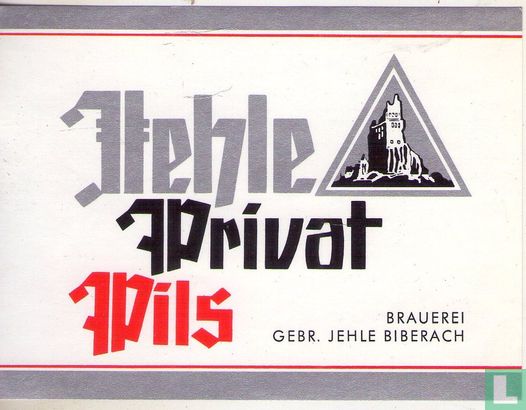 Jehle
Privat
Pils
BRAUEREI
GEBR. JEHLE BIBERACH
L